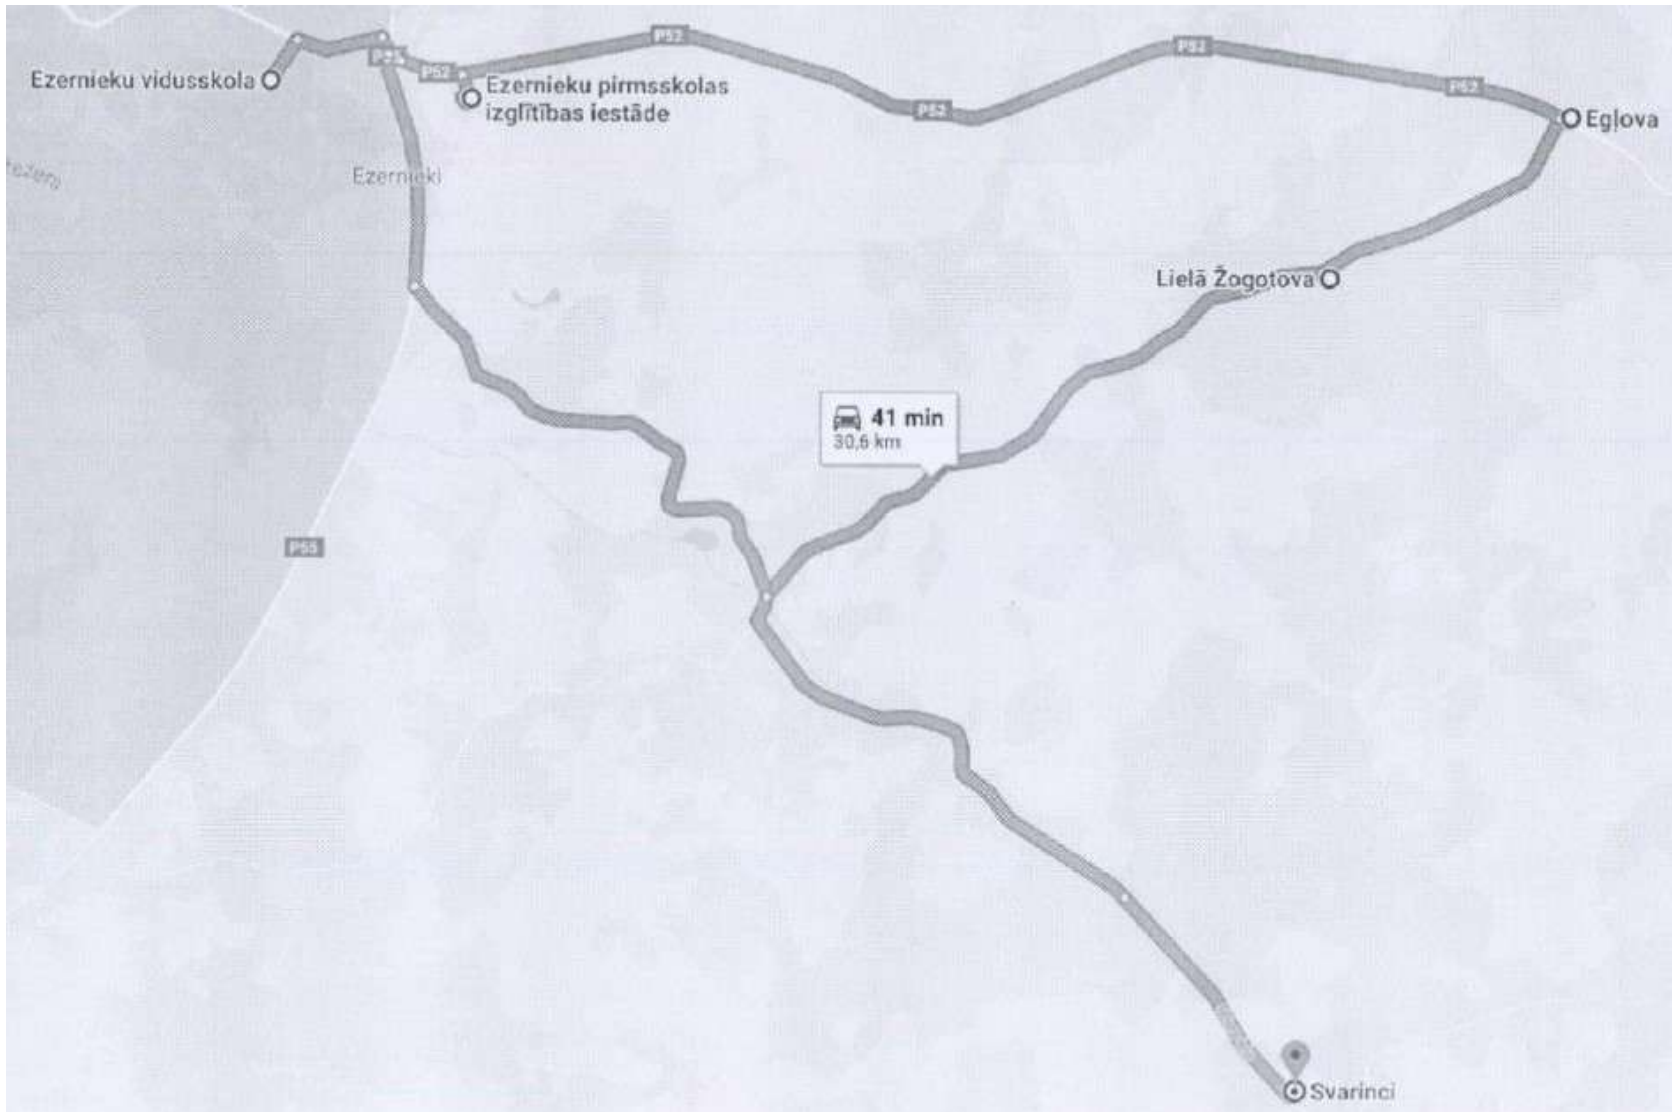 P52
P52
P55
P52
Ezernieku vidusskola
Ezernieku pirmsskolas
izglītības iestāde
P52
P52
Egļova
Ezernieki
Lielā Žogotova
41 min
30,6 km
P55
Svarinci